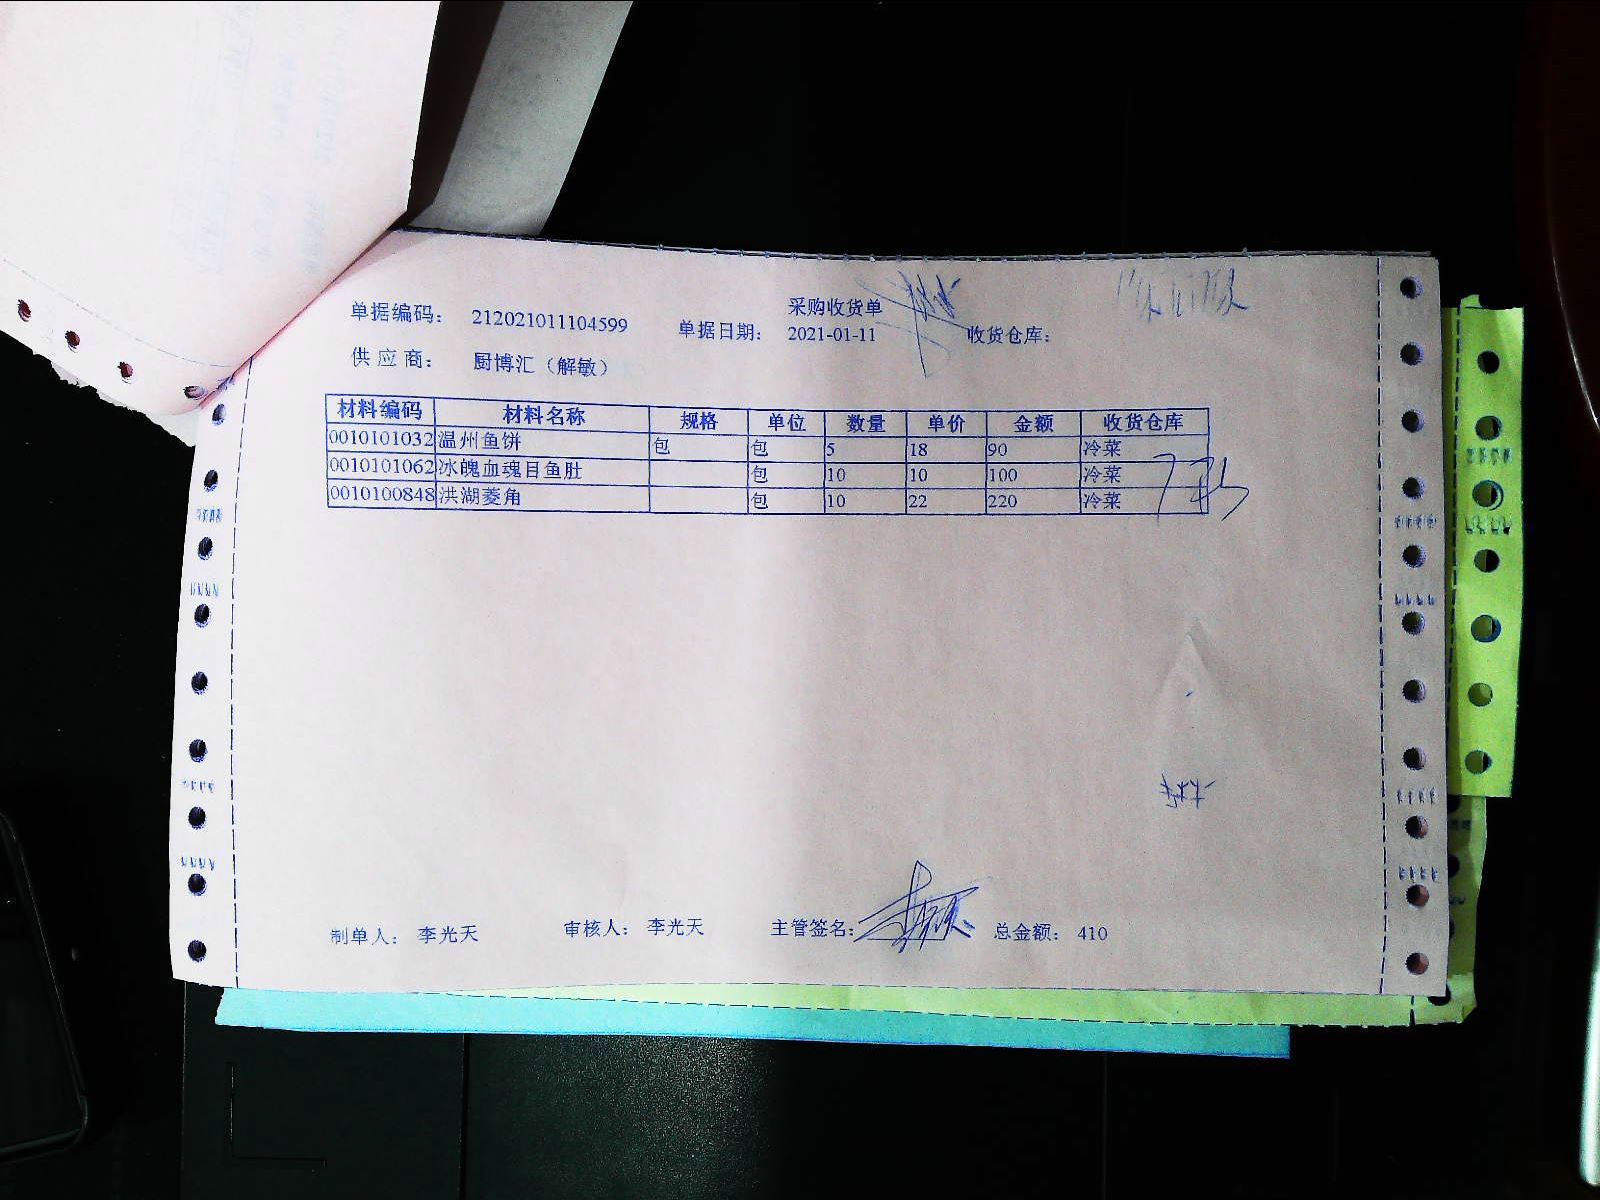 采购收货单
单据编码： 212021011104599 单据日期： 2021-01-11 收货仓库：
供应商： 厨博汇（解敏）
材料编码 材料名称 规格 单位 数量 单价 金额 收货仓库
0010101032 温州鱼饼 包 包 5 18 90 冷菜
0010101062 冰魄血魂目鱼肚 包 10 10 100 冷菜
0010100848 洪湖菱角 包 10 22 220 冷菜
制单人： 李光天 审核人： 李光天 主管签名： 总金额： 410